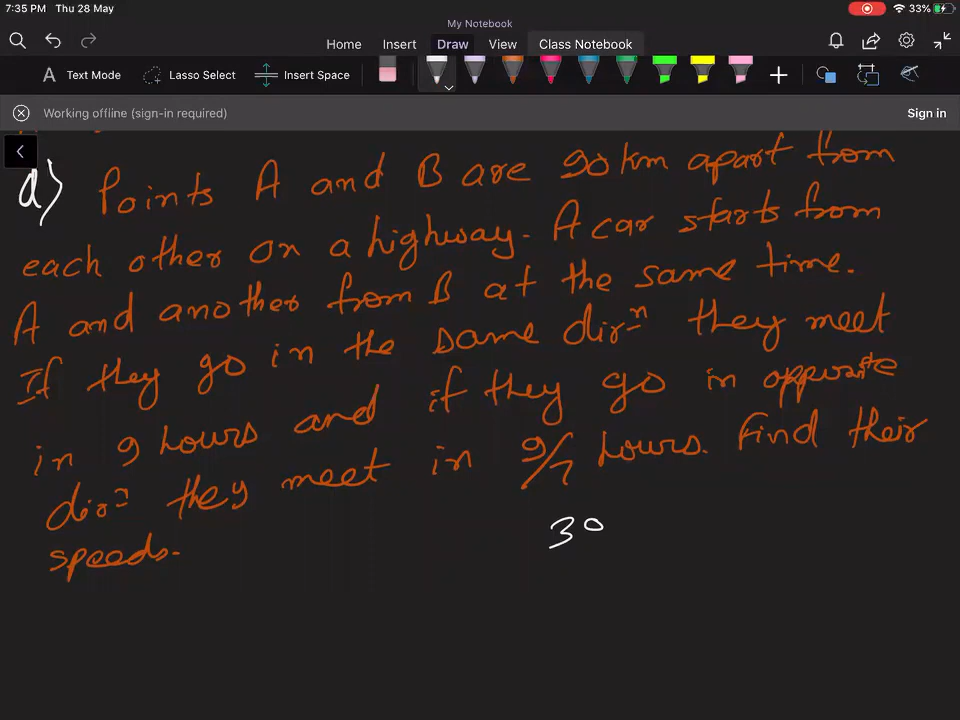 7:35 PM Thu 28 May
33%
My Notebook
Home Insert Draw View Class Notebook
Text Mode Lasso Select Insert Space
Working offline (sign-in required) Sign in
d) Points A and B are 90 km apart from
each other on a highway. A car starts from
A and another from B at the same time.
If they go in the same dirⁿ they meet
in 9 hours and if they go in opposite
dirⁿ they meet in 9/7 hours. Find their
speeds.
30